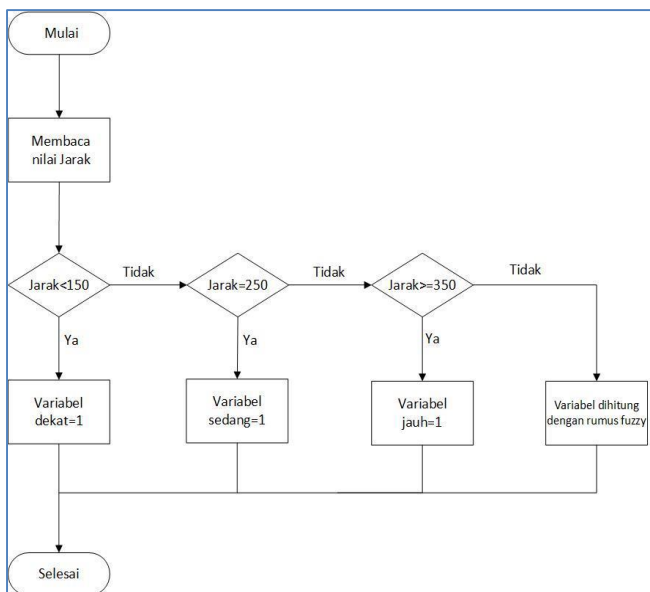 Mulai
Membaca
nilai Jarak
Jarak<150
Tidak
Jarak=250
Tidak
Jarak>=350
Tidak
Ya
Ya
Ya
Variabel
dekat=1
Variabel
sedang=1
Variabel
jauh=1
Variabel dihitung
dengan rumus fuzzy
Selesai